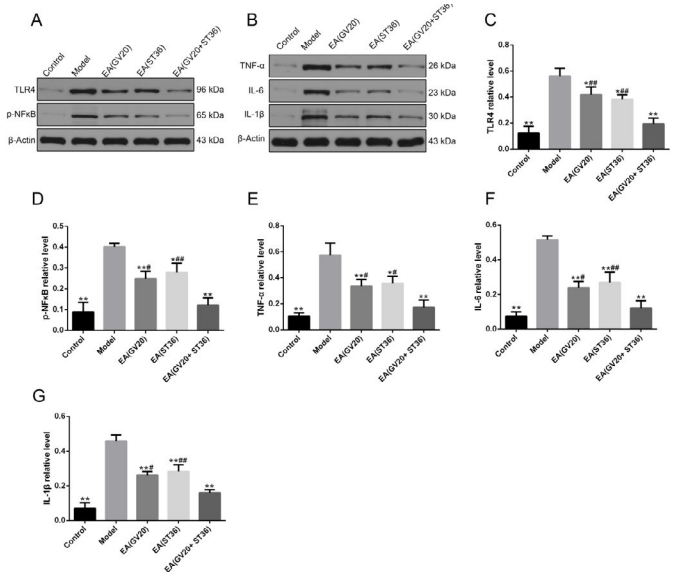 A
Control
Model
EA(GV20)
EA(ST36)
EA(GV20+ST36)
TLR4
96 kDa
p-NFκB
65 kDa
β-Actin
43 kDa
B
Control
Model
EA(GV20)
EA(ST36)
EA(GV20+ST36)
TNF-α
26 kDa
IL-6
23 kDa
IL-1β
30 kDa
β-Actin
43 kDa
C
TLR4 relative level
0.8
0.6
0.4
0.2
0.0
**
*##
*##
**
Control
Model
EA(GV20)
EA(ST36)
EA(GV20+ ST36)
D
p-NFκB relative level
0.5
0.4
0.3
0.2
0.1
0.0
**
**#
*##
**
Control
Model
EA(GV20)
EA(ST36)
EA(GV20+ ST36)
E
TNF-α relative level
0.8
0.6
0.4
0.2
0.0
**
**#
*#
**
Control
Model
EA(GV20)
EA(ST36)
EA(GV20+ ST36)
F
IL-6 relative level
0.6
0.4
0.2
0.0
**
**#
**##
**
Control
Model
EA(GV20)
EA(ST36)
EA(GV20+ ST36)
G
IL-1β relative level
0.6
0.4
0.2
0.0
**
**#
**##
**
Control
Model
EA(GV20)
EA(ST36)
EA(GV20+ ST36)